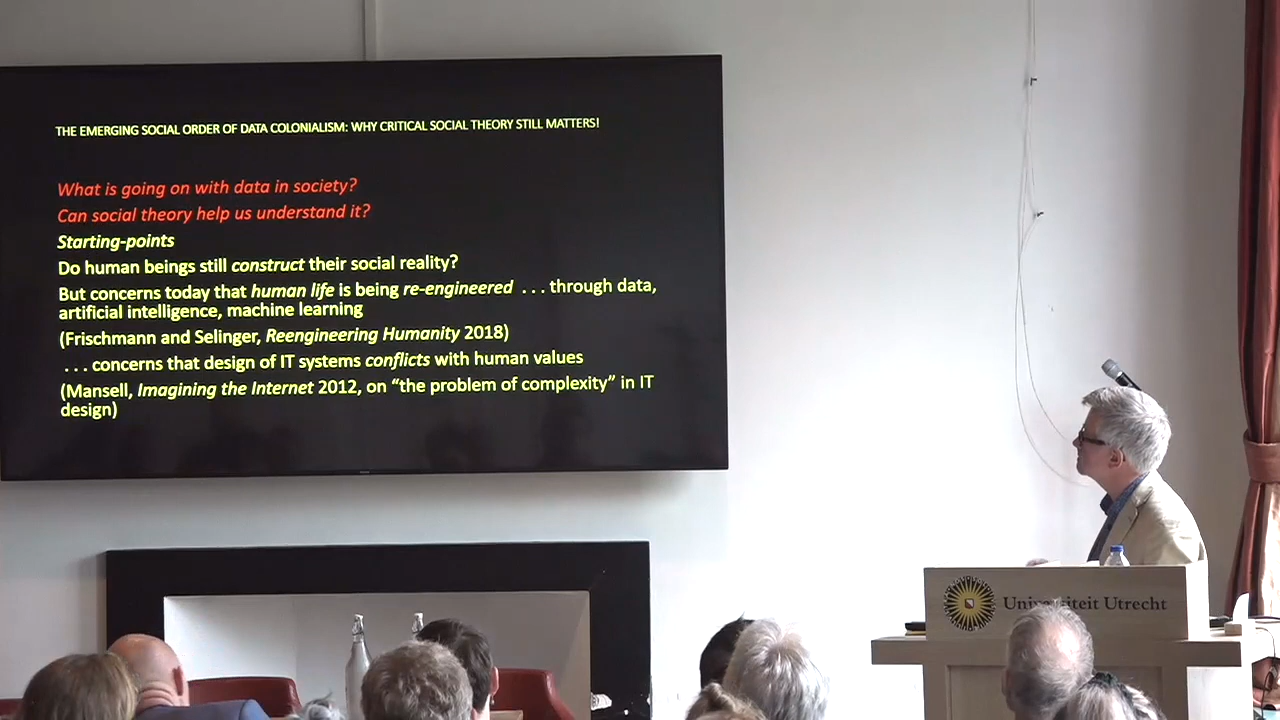 THE EMERGING SOCIAL ORDER OF DATA COLONIALISM: WHY CRITICAL SOCIAL THEORY STILL MATTERS!
What is going on with data in society?
Can social theory help us understand it?
Starting-points
Do human beings still construct their social reality?
But concerns today that human life is being re-engineered ... through data,
artificial intelligence, machine learning
(Frischmann and Selinger, Reengineering Humanity 2018)
... concerns that design of IT systems conflicts with human values
(Mansell, Imagining the Internet 2012, on “the problem of complexity” in IT
design)
Universiteit Utrecht